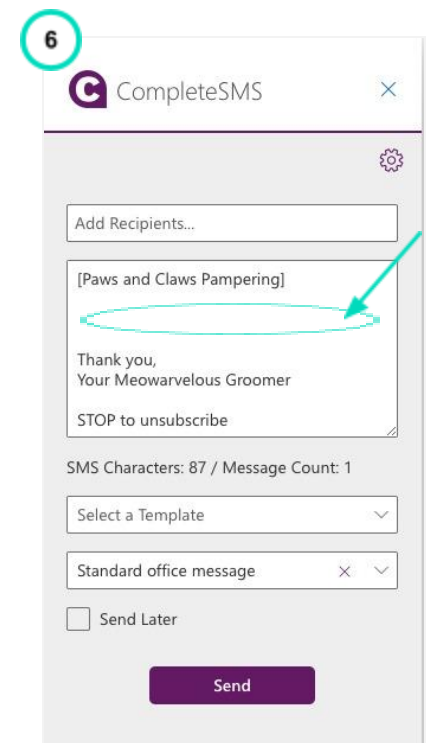 6
CompleteSMS
Add Recipients...
[Paws and Claws Pampering]
Thank you,
Your Meowarvelous Groomer
STOP to unsubscribe
SMS Characters: 87 / Message Count: 1
Select a Template
Standard office message
Send Later
Send